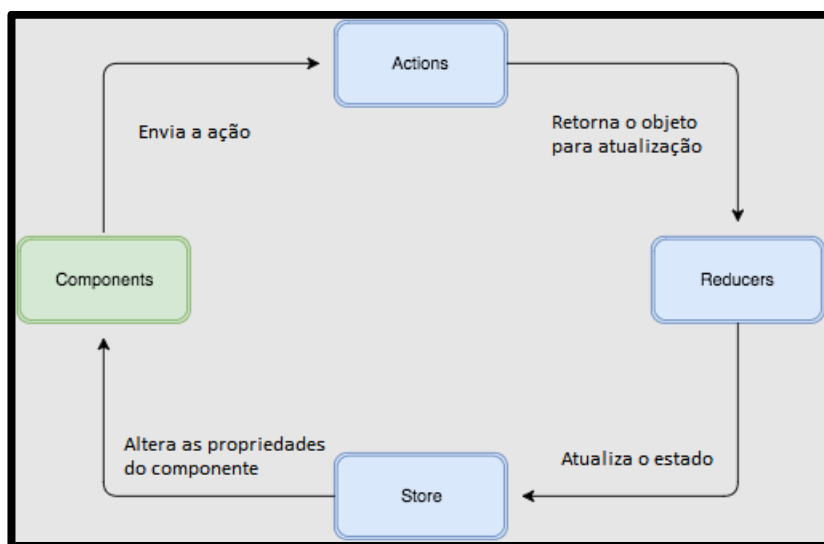 Actions
Envia a ação
Retorna o objeto
para atualização
Components
Reducers
Altera as propriedades
do componente
Atualiza o estado
Store